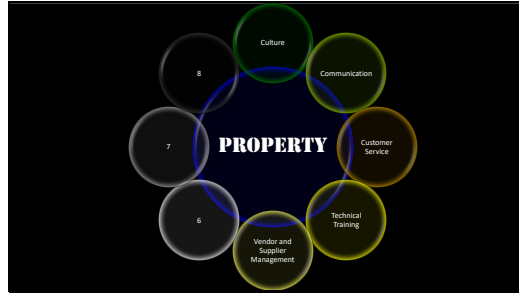 Culture
8
Communication
PROPERTY
7
Customer
Service
6
Technical
Training
Vendor and
Supplier
Management